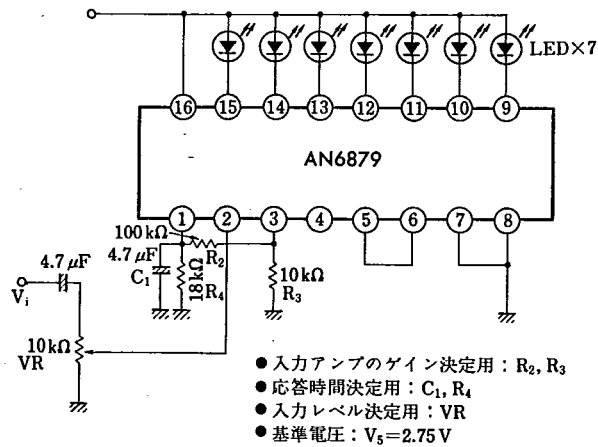 LED×7
16 15 14 13 12 11 10 9
AN6879
1 2 3 4 5 6 7 8
100kΩ
R₂
4.7μF
C₁
18kΩ
R₄
10kΩ
R₃
4.7μF
Vᵢ
10kΩ
VR
●入力アンプのゲイン決定用：R₂, R₃
●応答時間決定用：C₁, R₄
●入力レベル決定用：VR
●基準電圧：V₅=2.75V